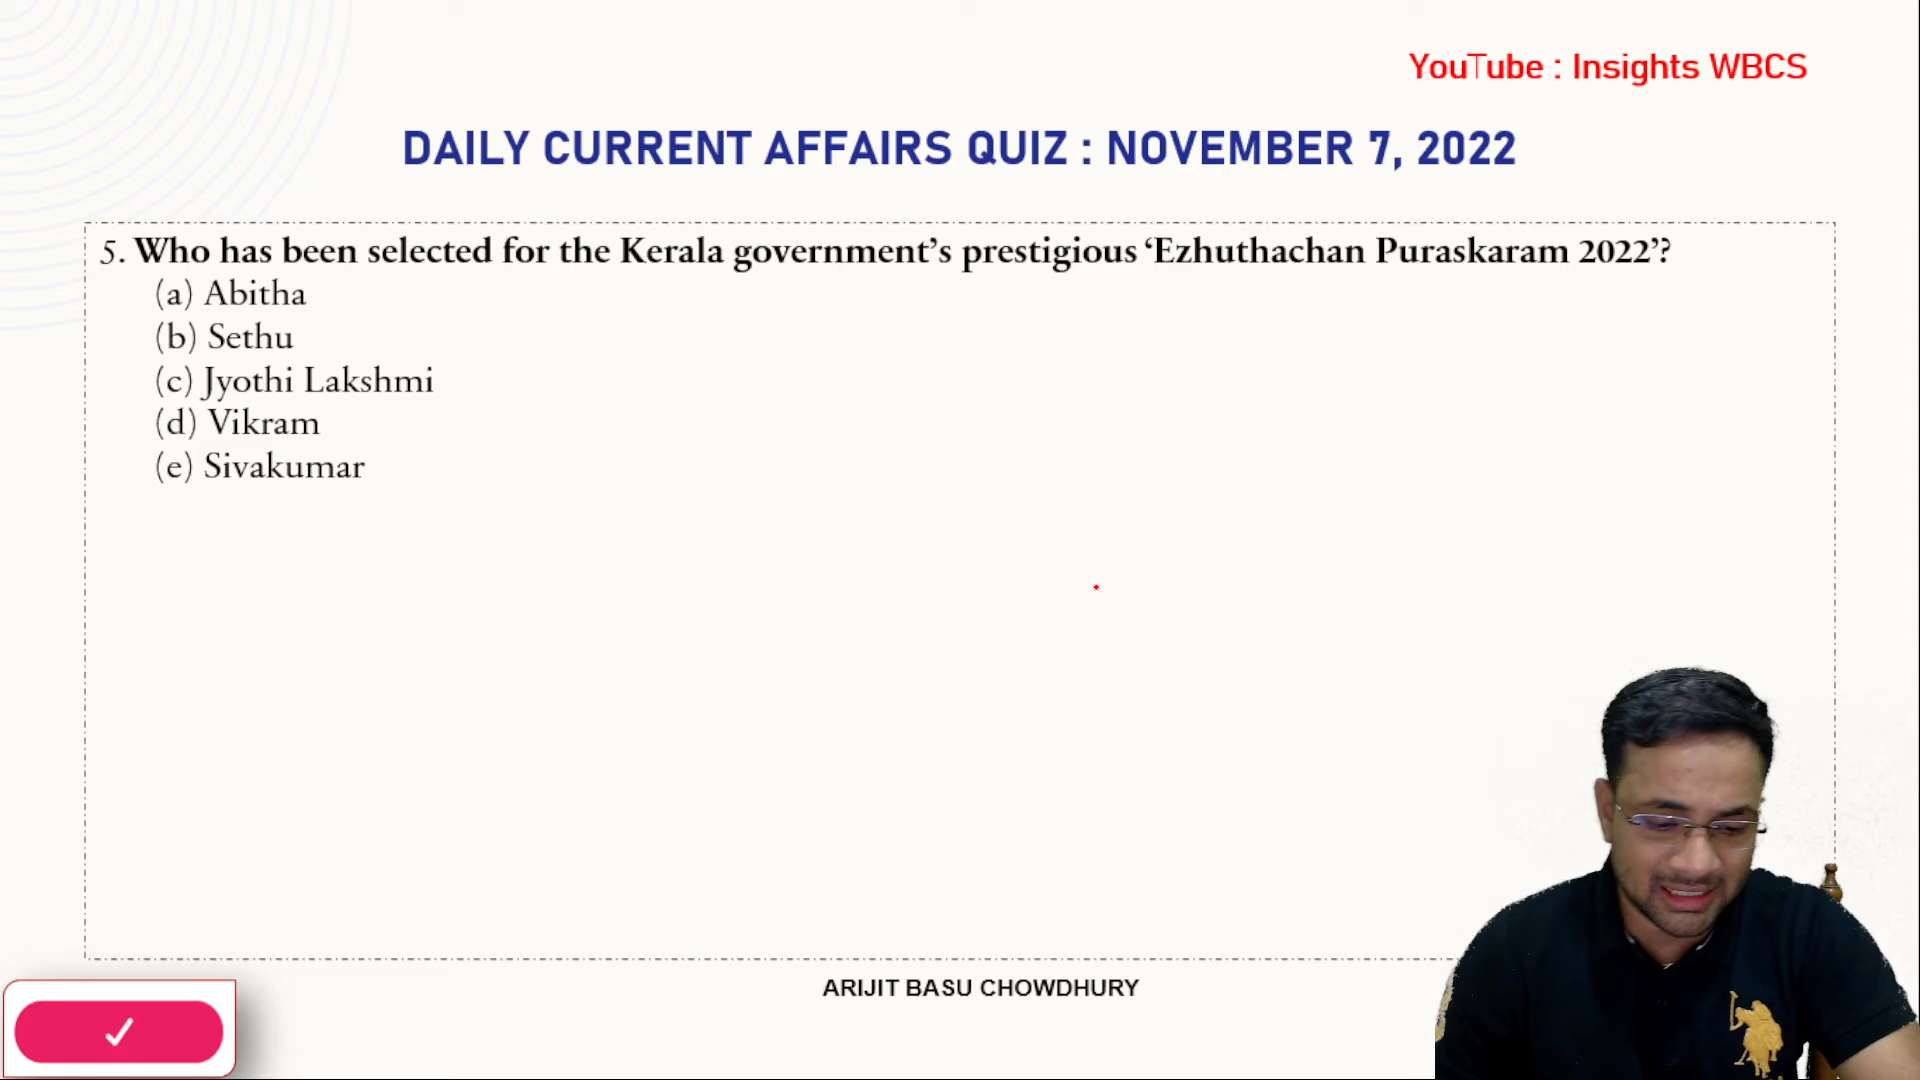 YouTube : Insights WBCS
DAILY CURRENT AFFAIRS QUIZ : NOVEMBER 7, 2022
5. Who has been selected for the Kerala government’s prestigious ‘Ezhuthachan Puraskaram 2022’?
(a) Abitha
(b) Sethu
(c) Jyothi Lakshmi
(d) Vikram
(e) Sivakumar
ARIJIT BASU CHOWDHURY